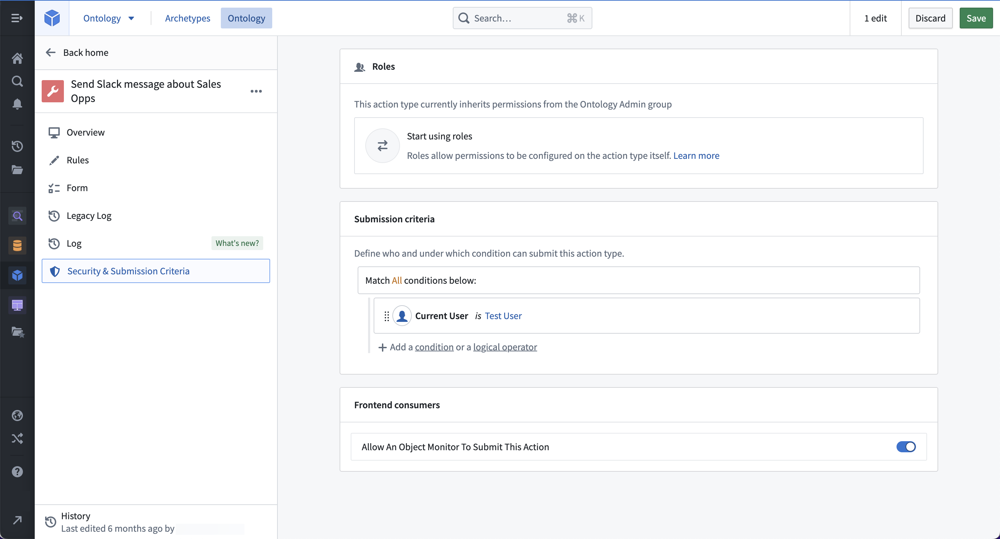 Ontology
Archetypes
Ontology
Search...
⌘ K
1 edit
Discard
Save
Back home
Send Slack message about Sales
Opps
Overview
Rules
Form
Legacy Log
Log
What's new?
Security & Submission Criteria
History
Last edited 6 months ago by
Roles
This action type currently inherits permissions from the Ontology Admin group
Start using roles
Roles allow permissions to be configured on the action type itself. Learn more
Submission criteria
Define who and under which condition can submit this action type.
Match All conditions below:
Current User is Test User
Add a condition or a logical operator
Frontend consumers
Allow An Object Monitor To Submit This Action